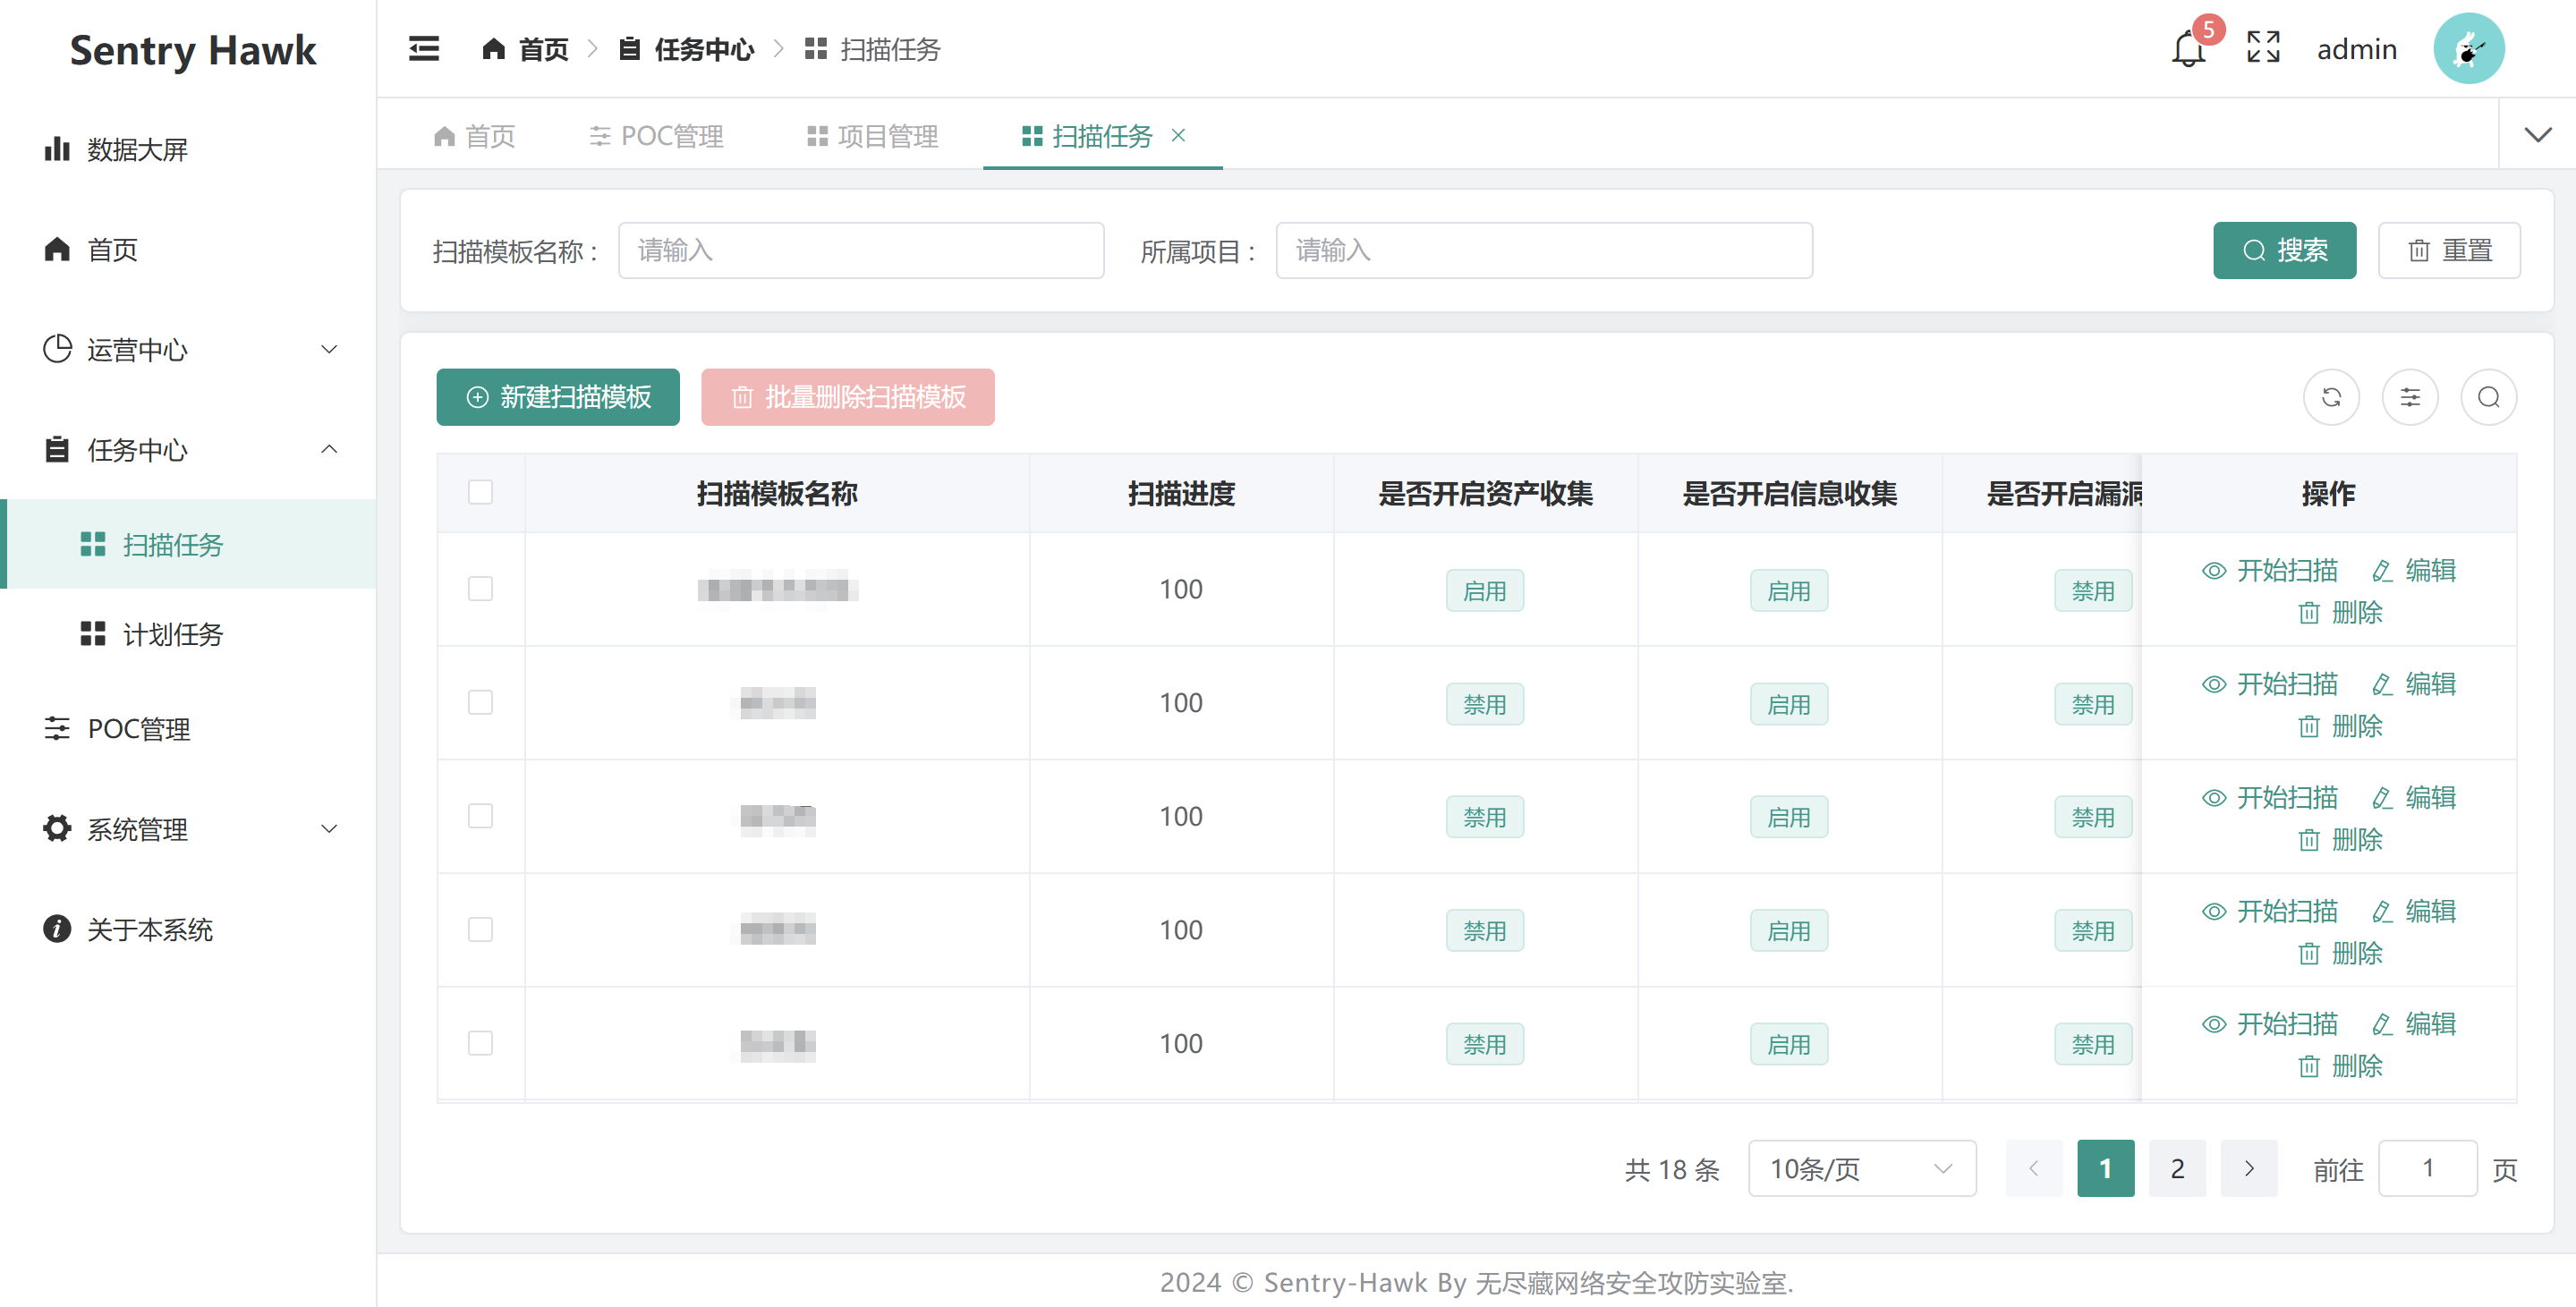 Sentry Hawk
首页 任务中心 扫描任务
5
admin
数据大屏
首页
运营中心
任务中心
扫描任务
计划任务
POC管理
系统管理
关于本系统
首页 POC管理 项目管理 扫描任务
扫描模板名称： 请输入 所属项目： 请输入 搜索 重置
新建扫描模板 批量删除扫描模板
扫描模板名称 扫描进度 是否开启资产收集 是否开启信息收集 是否开启漏洞 操作
100 启用 启用 禁用 开始扫描 编辑
删除
100 禁用 启用 禁用 开始扫描 编辑
删除
100 禁用 启用 禁用 开始扫描 编辑
删除
100 禁用 启用 禁用 开始扫描 编辑
删除
100 禁用 启用 禁用 开始扫描 编辑
删除
共 18 条 10条/页 1 2 前往 1 页
2024 © Sentry-Hawk By 无尽藏网络安全攻防实验室.